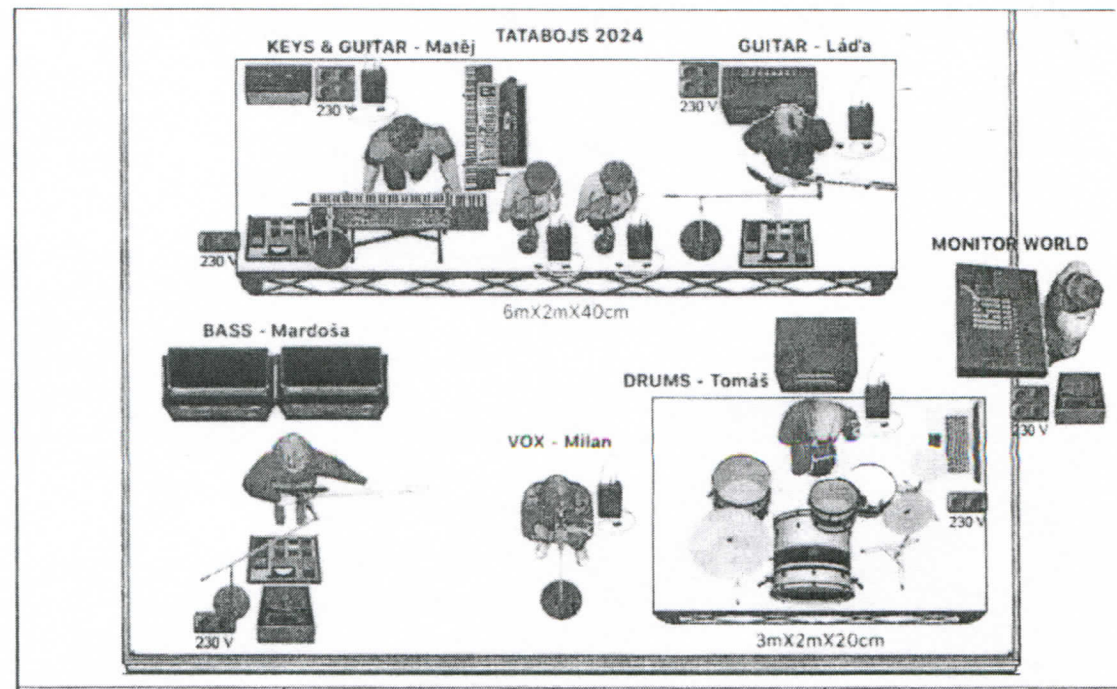 TATABOJS 2024
KEYS & GUITAR - Matěj
GUITAR - Láďa
230 V
230 V
230 V
MONITOR WORLD
6mX2mX40cm
BASS - Mardoša
DRUMS - Tomáš
VOX - Milan
230 V
230 V
230 V
3mX2mX20cm